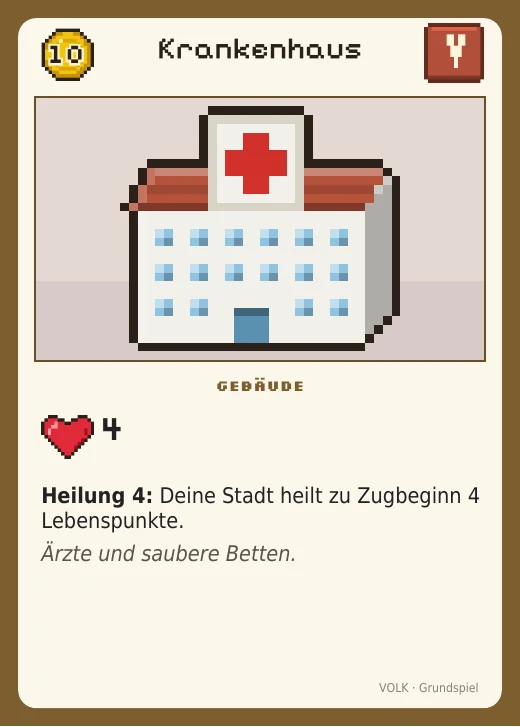 10
Krankenhaus
GEBÄUDE
4
Heilung 4: Deine Stadt heilt zu Zugbeginn 4
Lebenspunkte.
Ärzte und saubere Betten.
VOLK · Grundspiel